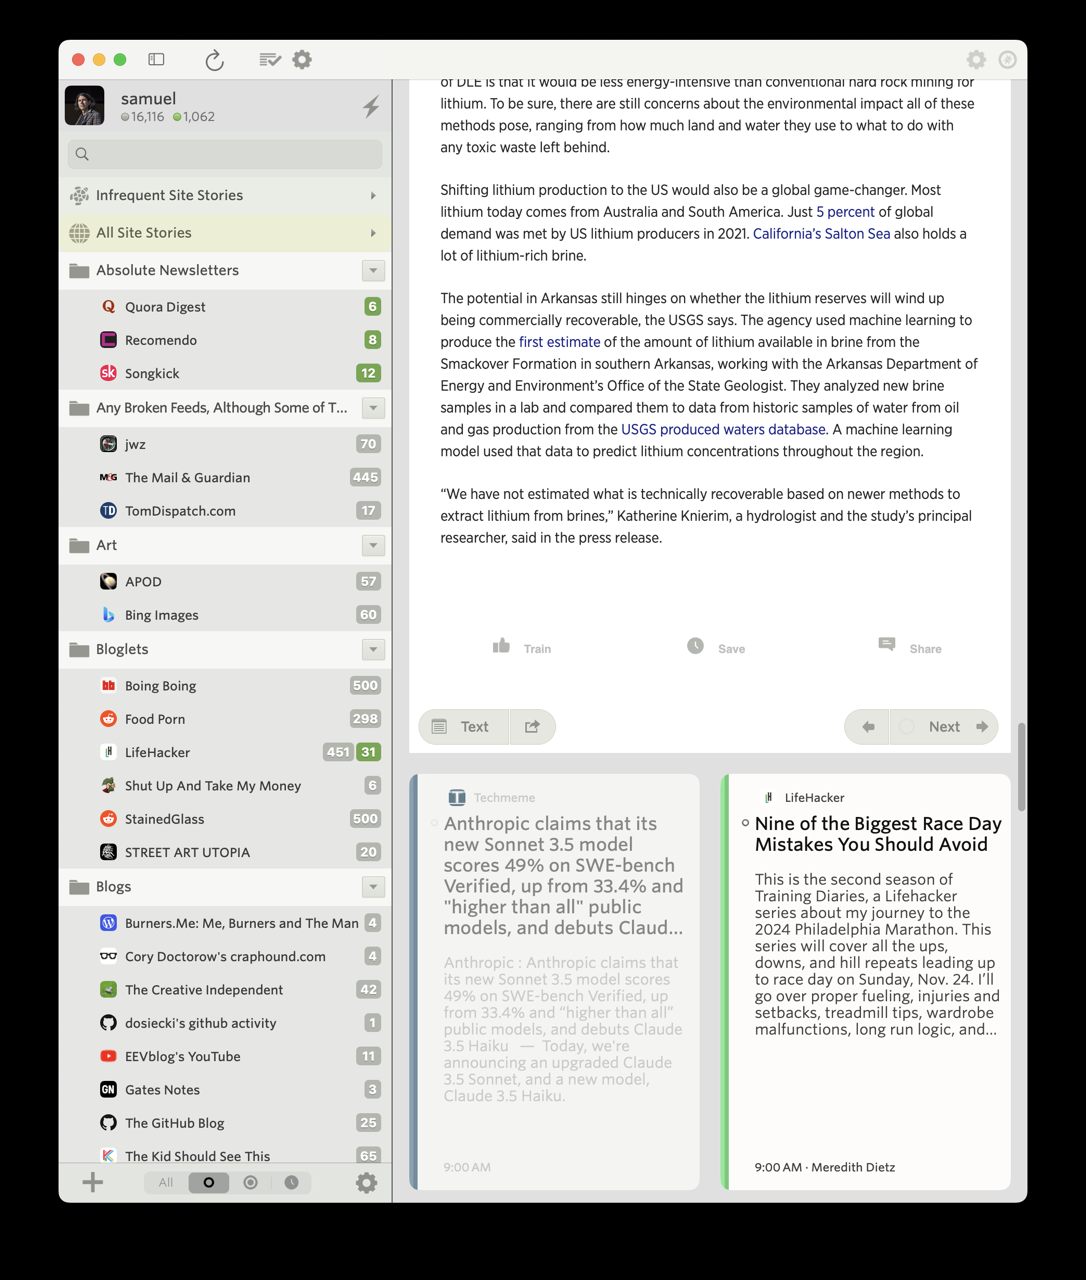 samuel
16,116 1,062
Infrequent Site Stories
All Site Stories
Absolute Newsletters
Quora Digest 6
Recomendo 8
Songkick 12
Any Broken Feeds, Although Some of T...
jwz 70
The Mail & Guardian 445
TomDispatch.com 17
Art
APOD 57
Bing Images 60
Bloglets
Boing Boing 500
Food Porn 298
LifeHacker 451 31
Shut Up And Take My Money 6
StainedGlass 500
STREET ART UTOPIA 20
Blogs
Burners.Me: Me, Burners and The Man 4
Cory Doctorow's craphound.com 4
The Creative Independent 42
dosiecki's github activity 1
EEVblog's YouTube 11
GN Gates Notes 3
The GitHub Blog 25
The Kid Should See This 65
All
of DLE is that it would be less energy-intensive than conventional hard rock mining for
lithium. To be sure, there are still concerns about the environmental impact all of these
methods pose, ranging from how much land and water they use to what to do with
any toxic waste left behind.
Shifting lithium production to the US would also be a global game-changer. Most
lithium today comes from Australia and South America. Just 5 percent of global
demand was met by US lithium producers in 2021. California's Salton Sea also holds a
lot of lithium-rich brine.
The potential in Arkansas still hinges on whether the lithium reserves will wind up
being commercially recoverable, the USGS says. The agency used machine learning to
produce the first estimate of the amount of lithium available in brine from the
Smackover Formation in southern Arkansas, working with the Arkansas Department of
Energy and Environment's Office of the State Geologist. They analyzed new brine
samples in a lab and compared them to data from historic samples of water from oil
and gas production from the USGS produced waters database. A machine learning
model used that data to predict lithium concentrations throughout the region.
“We have not estimated what is technically recoverable based on newer methods to
extract lithium from brines,” Katherine Knierim, a hydrologist and the study's principal
researcher, said in the press release.
Train Save Share
Text Next
Techmeme
Anthropic claims that its
new Sonnet 3.5 model
scores 49% on SWE-bench
Verified, up from 33.4% and
"higher than all" public
models, and debuts Claud...
Anthropic : Anthropic claims that
its new Sonnet 3.5 model scores
49% on SWE-bench Verified, up
from 33.4% and “higher than all”
public models, and debuts Claude
3.5 Haiku — Today, we're
announcing an upgraded Claude
3.5 Sonnet, and a new model,
Claude 3.5 Haiku.
9:00 AM
LifeHacker
Nine of the Biggest Race Day
Mistakes You Should Avoid
This is the second season of
Training Diaries, a Lifehacker
series about my journey to the
2024 Philadelphia Marathon. This
series will cover all the ups,
downs, and hill repeats leading up
to race day on Sunday, Nov. 24. I'll
go over proper fueling, injuries and
setbacks, treadmill tips, wardrobe
malfunctions, long run logic, and...
9:00 AM · Meredith Dietz